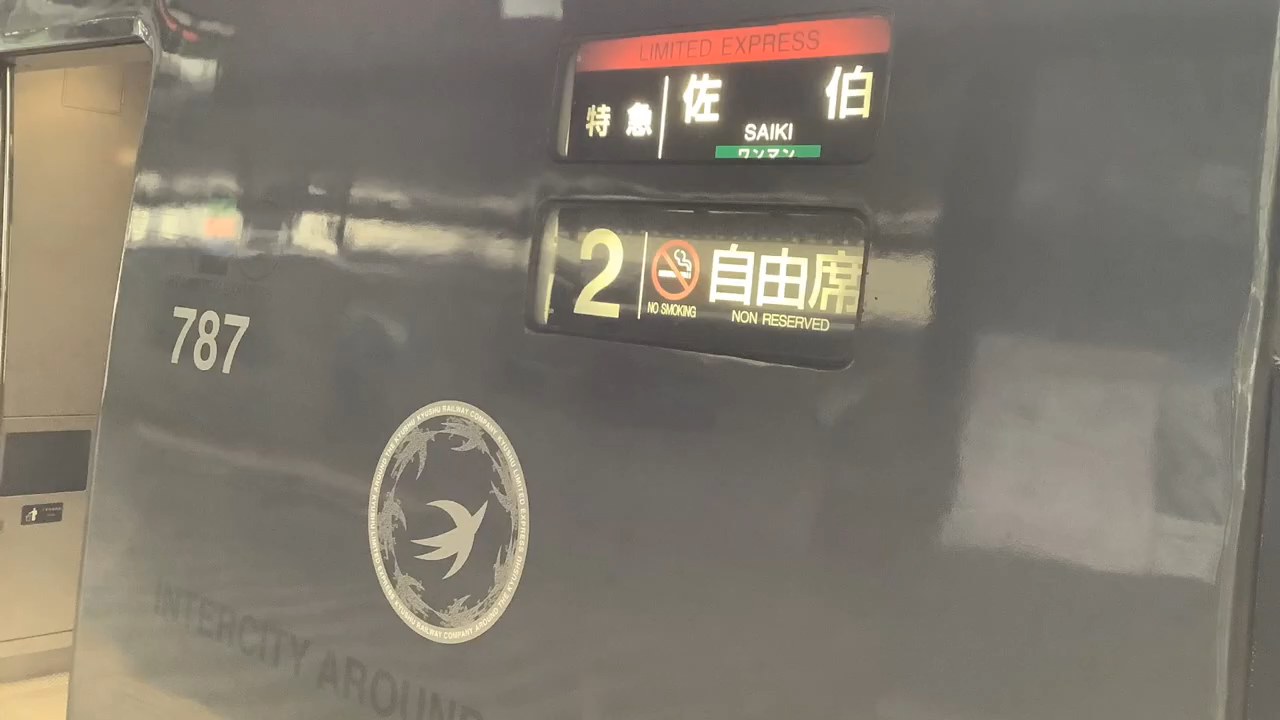 LIMITED EXPRESS
特急 佐伯
SAIKI
ワンマン
2 自由席
NO SMOKING NON RESERVED
787
INTERCITY AROUND